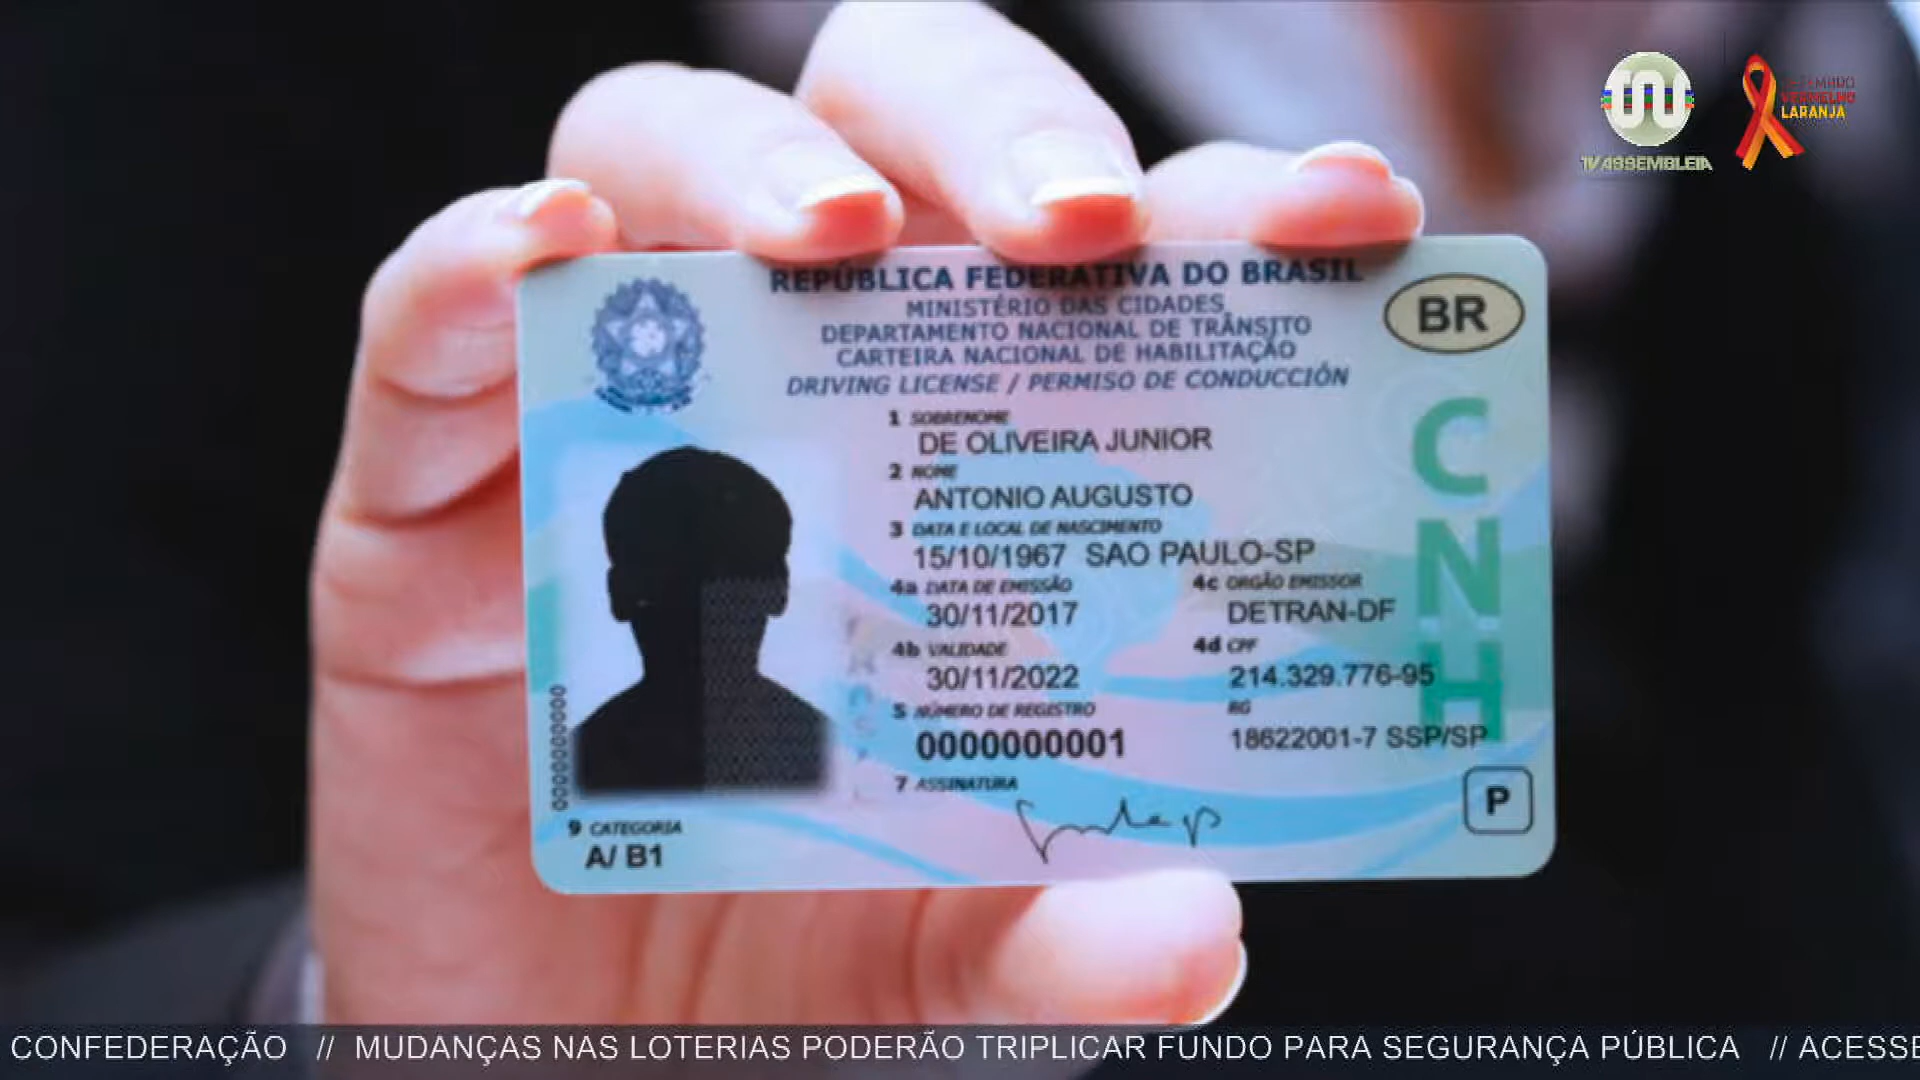 TV ASSEMBLEIA
DEZEMBRO
VERMELHO
LARANJA
REPÚBLICA FEDERATIVA DO BRASIL
MINISTÉRIO DAS CIDADES
DEPARTAMENTO NACIONAL DE TRÂNSITO
CARTEIRA NACIONAL DE HABILITAÇÃO
DRIVING LICENSE / PERMISO DE CONDUCCIÓN
BR
CNH
1 SOBRENOME
DE OLIVEIRA JUNIOR
2 NOME
ANTONIO AUGUSTO
3 DATA E LOCAL DE NASCIMENTO
15/10/1967 SAO PAULO-SP
4a DATA DE EMISSÃO 4c ORGÃO EMISSOR
30/11/2017 DETRAN-DF
4b VALIDADE 4d CPF
30/11/2022 214.329.776-95
5 NÚMERO DE REGISTRO RG
0000000001 18622001-7 SSP/SP
7 ASSINATURA
P
9 CATEGORIA
A/ B1
CONFEDERAÇÃO // MUDANÇAS NAS LOTERIAS PODERÃO TRIPLICAR FUNDO PARA SEGURANÇA PÚBLICA // ACESSE